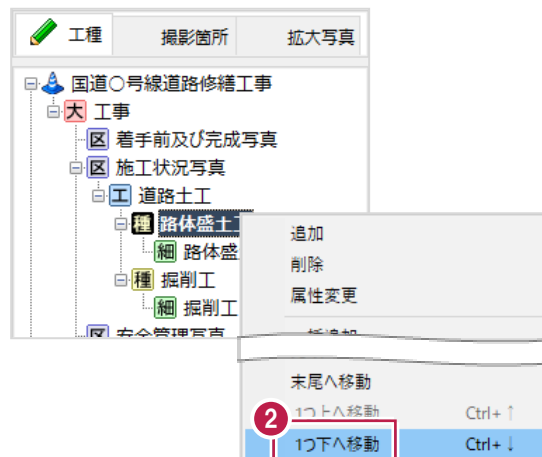 工種 撮影箇所 拡大写真
国道○号線道路修繕工事
大 工事
区 着手前及び完成写真
区 施工状況写真
工 道路土工
種 路体盛土工
細 路体盛
種 掘削工
細 掘削工
区 安全管理写真
追加
削除
属性変更
一括追加
末尾へ移動
1つ上へ移動 Ctrl+↑
2
1つ下へ移動 Ctrl+↓